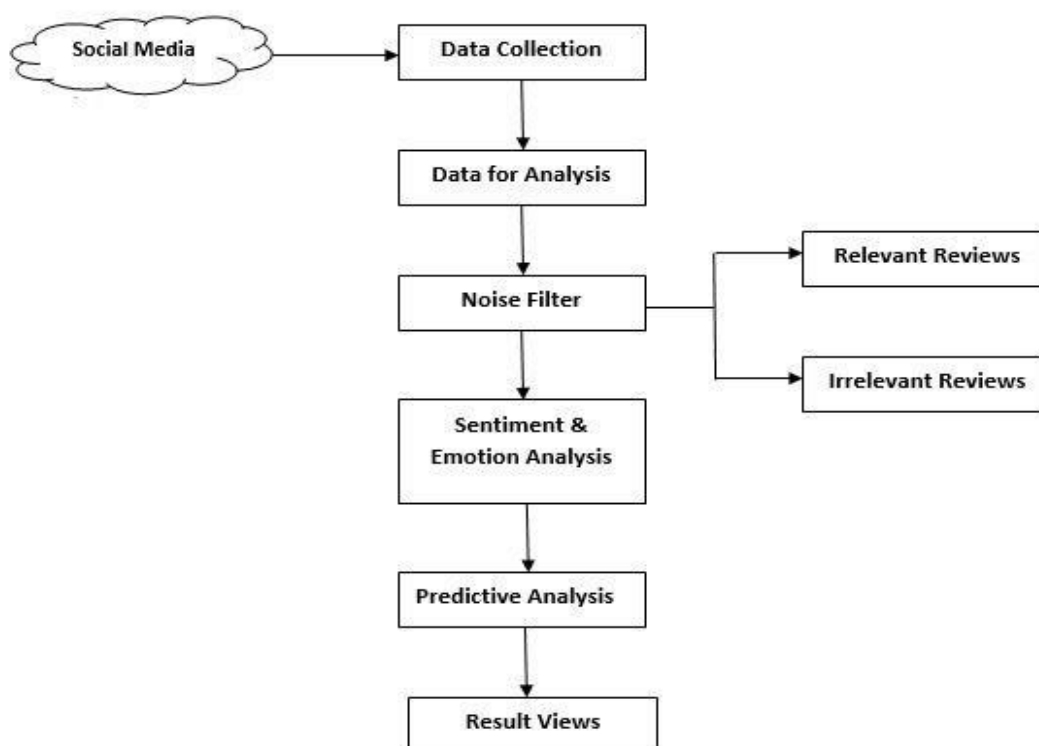 Social Media
Data Collection
Data for Analysis
Noise Filter
Relevant Reviews
Irrelevant Reviews
Sentiment &
Emotion Analysis
Predictive Analysis
Result Views